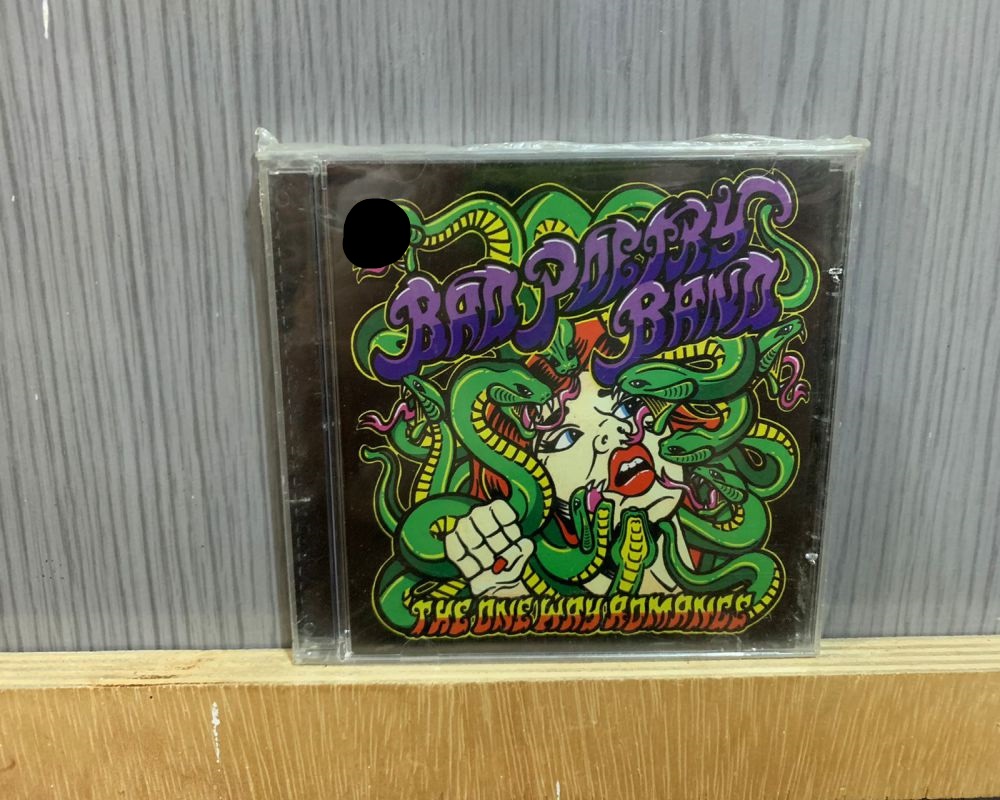 BAD POETRY
BAND
THE ONE WAY ROMANCE